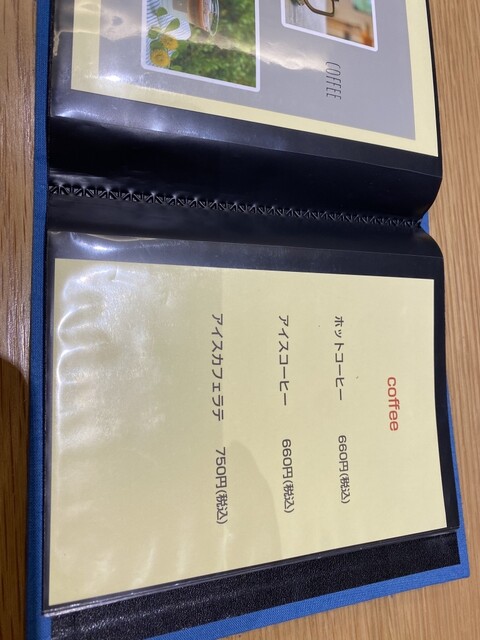 COFFEE
coffee
ホットコーヒー 660円(税込)
アイスコーヒー 660円(税込)
アイスカフェラテ 750円(税込)